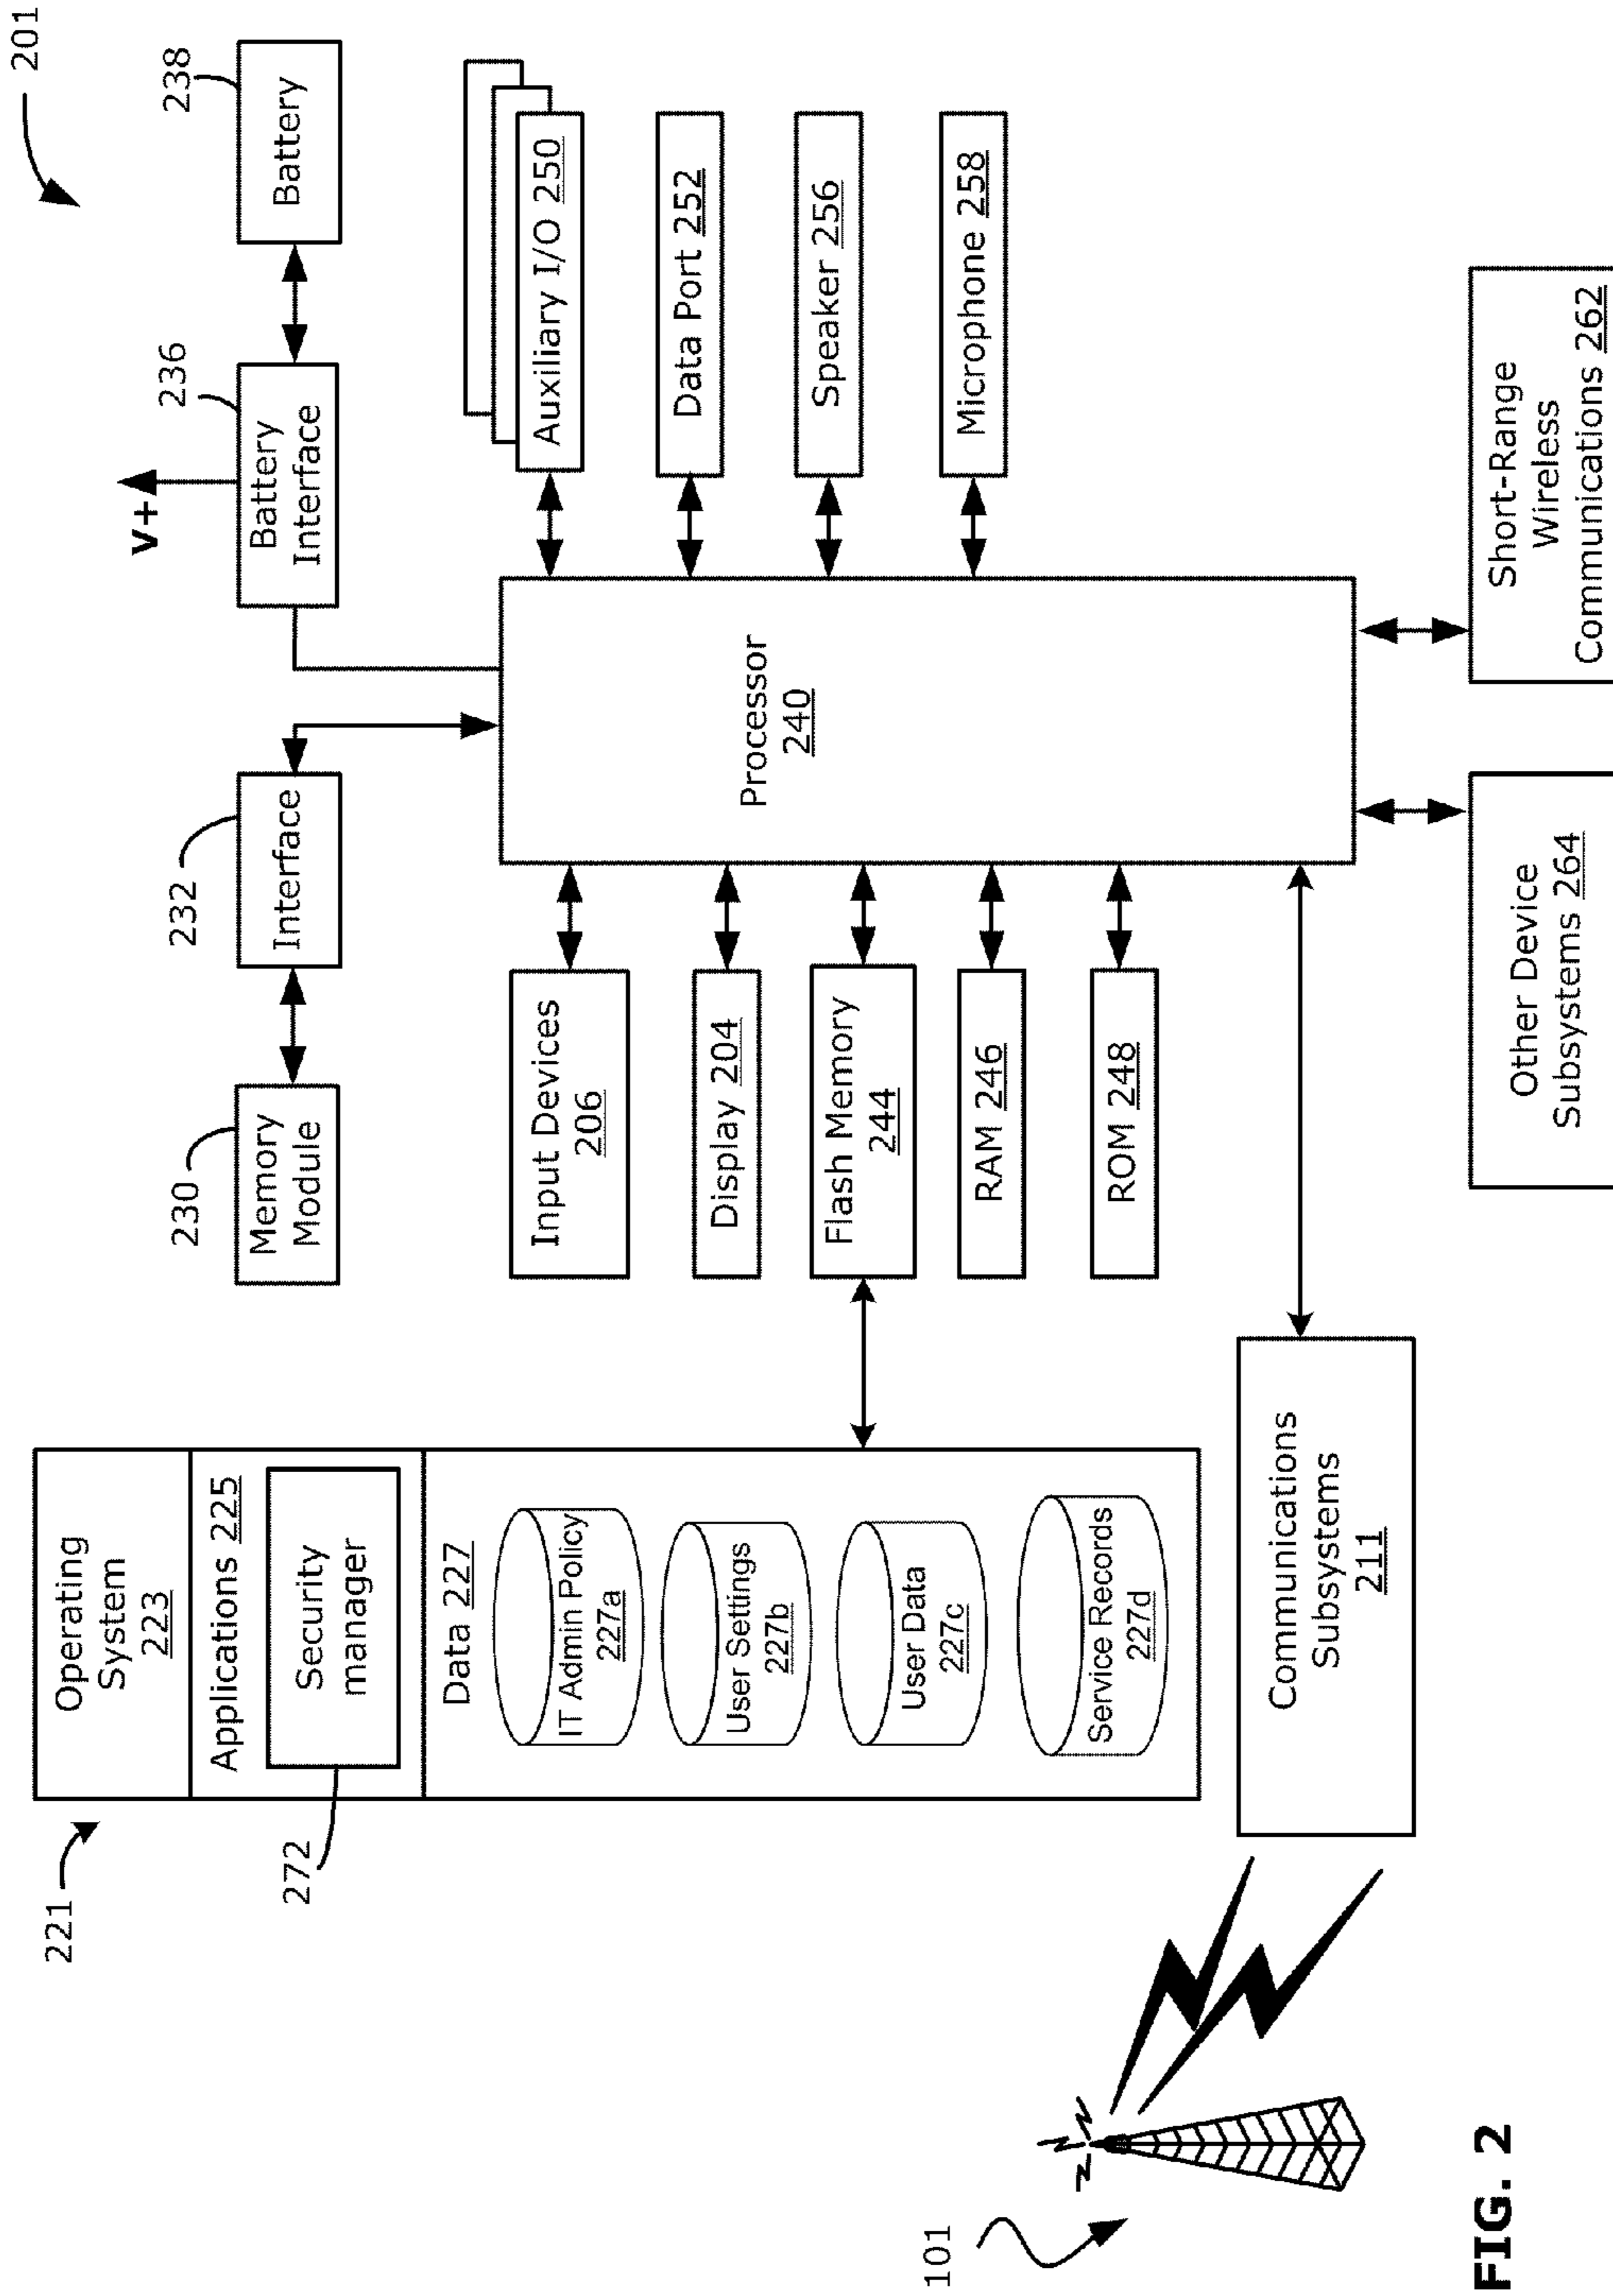 201
238
Battery
236
Battery
Interface
V+
232
Interface
230
Memory
Module
221
Operating
System
223
Applications 225
Security
manager
272
Data 227
IT Admin Policy
227a
User Settings
227b
User Data
227c
Service Records
227d
Input Devices
206
Display 204
Flash Memory
244
RAM 246
ROM 248
Processor
240
Auxiliary I/O 250
Data Port 252
Speaker 256
Microphone 258
Communications
Subsystems
211
Other Device
Subsystems 264
Short-Range
Wireless
Communications 262
101
FIG. 2